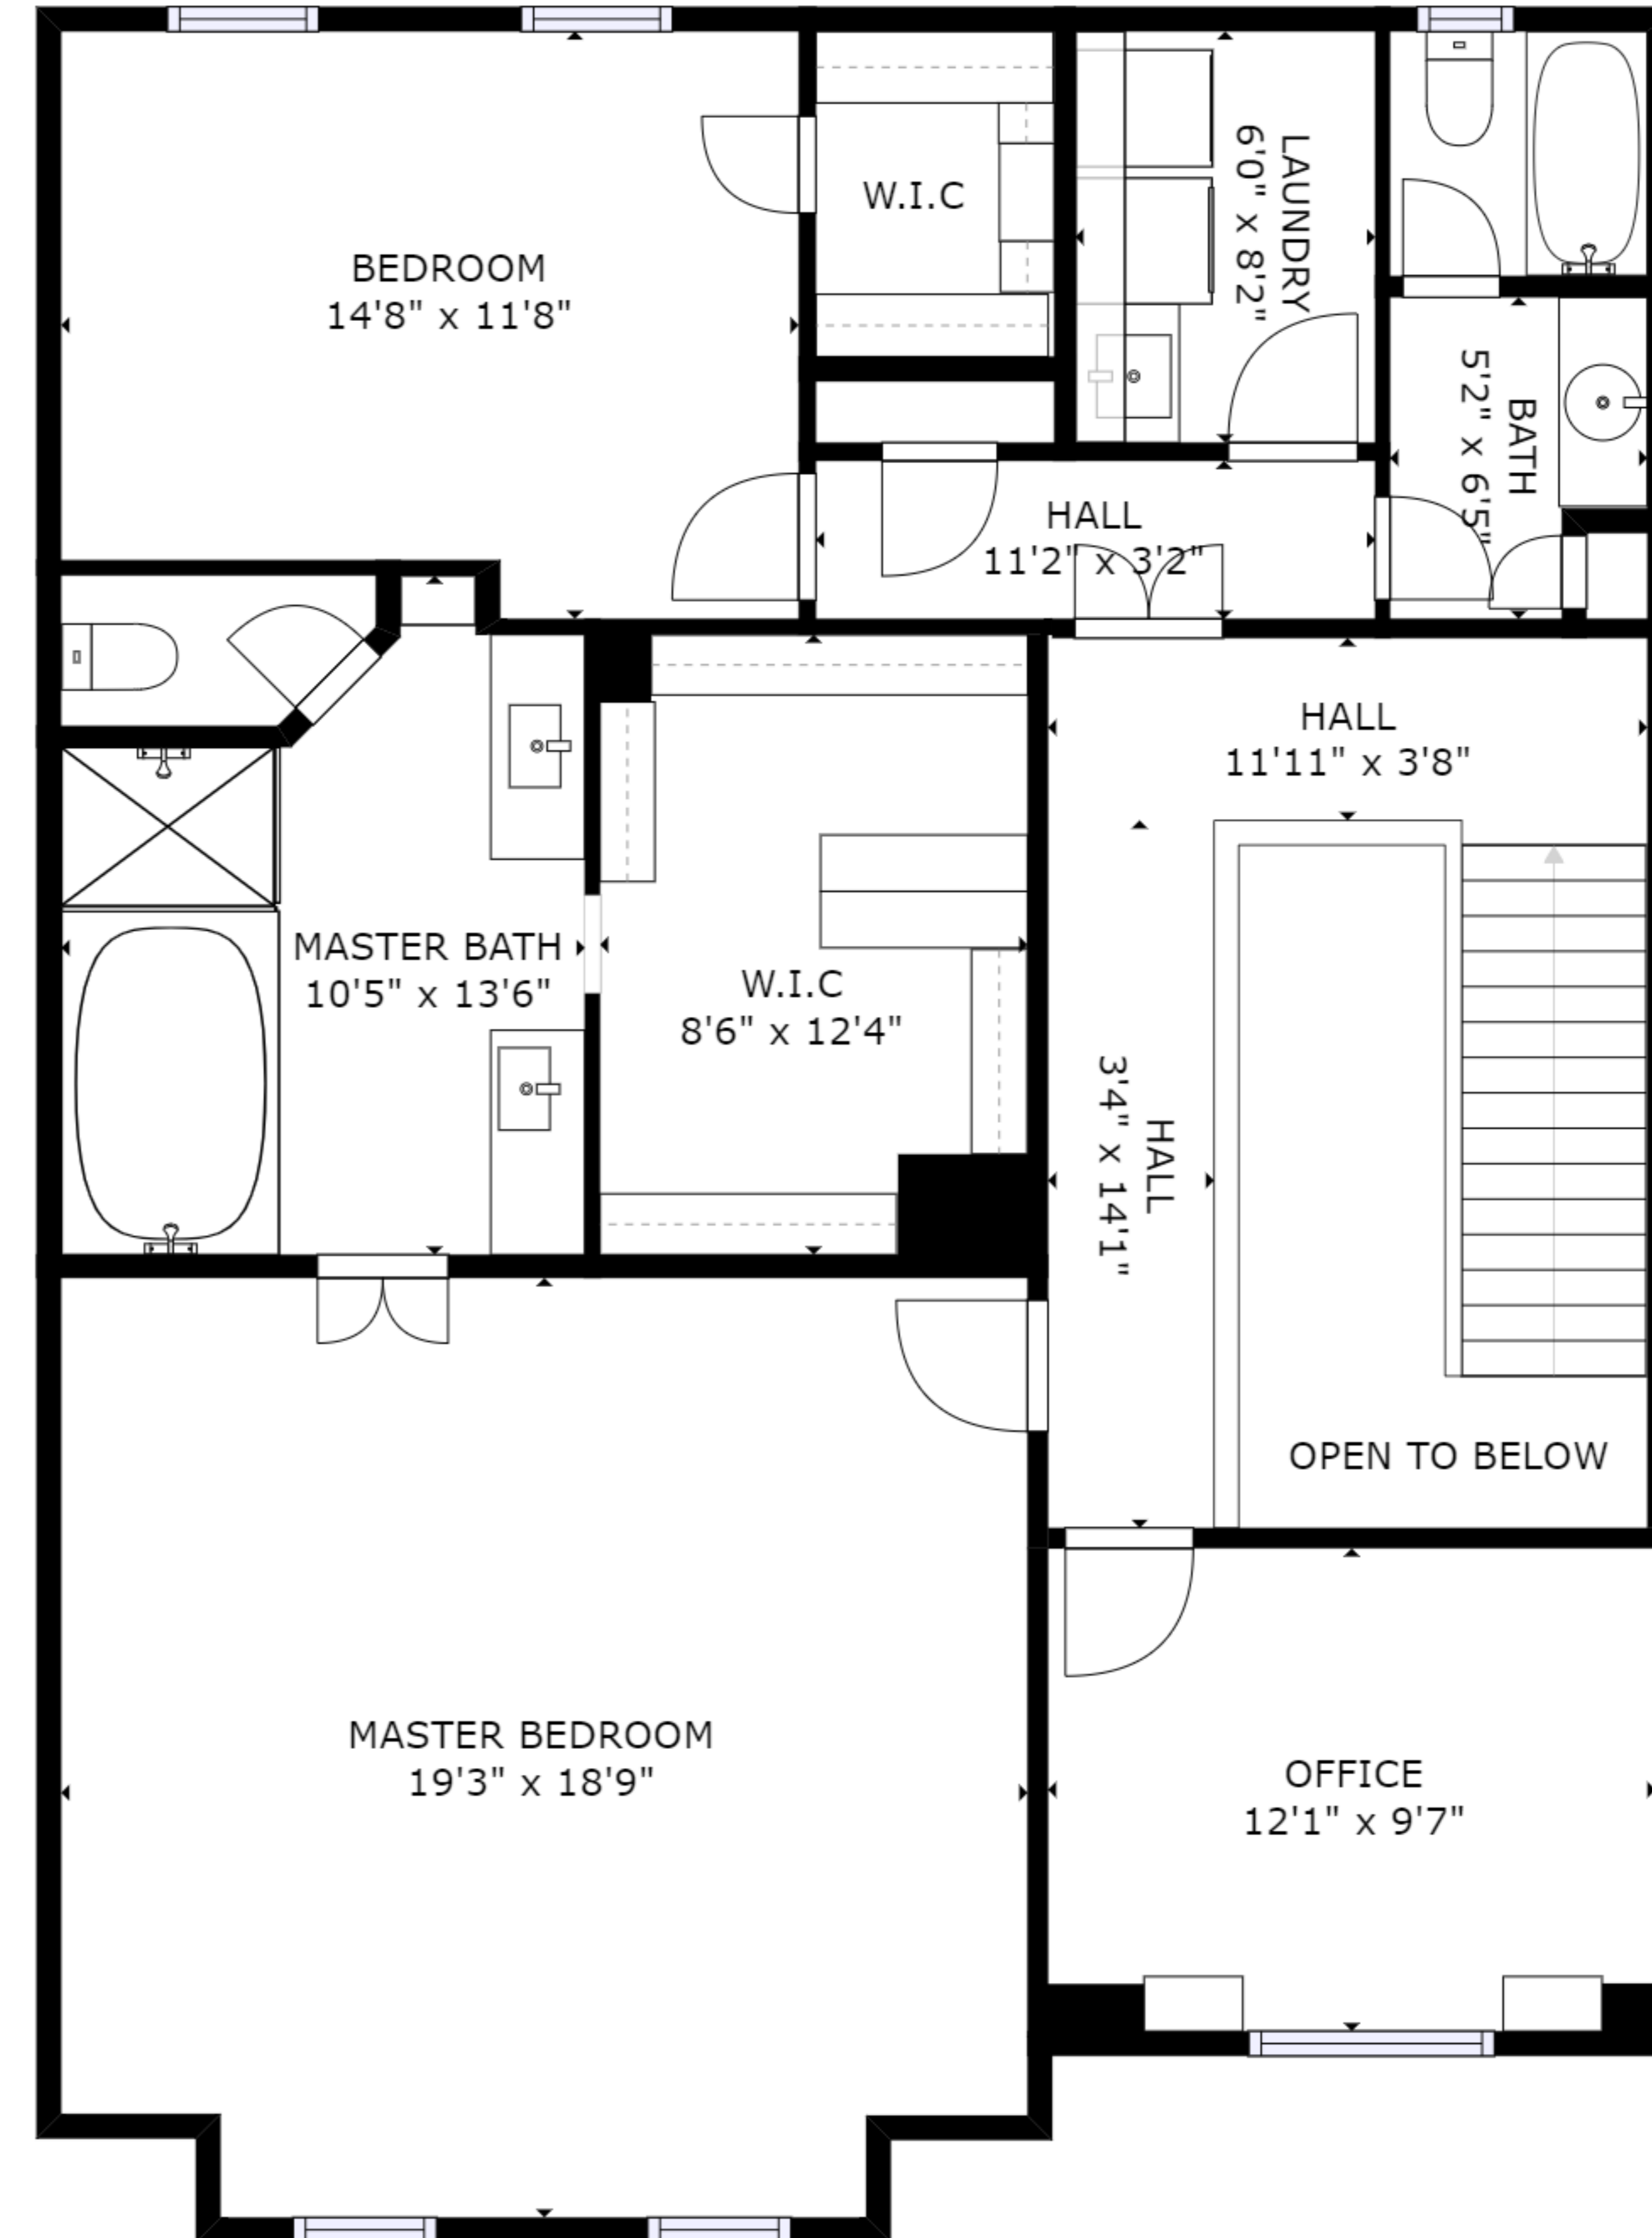 W.I.C
LAUNDRY
6'0" x 8'2"
BEDROOM
14'8" x 11'8"
BATH
5'2" x 6'5"
HALL
11'2" x 3'2"
HALL
11'11" x 3'8"
MASTER BATH
10'5" x 13'6"
W.I.C
8'6" x 12'4"
HALL
3'4" x 14'1"
OPEN TO BELOW
MASTER BEDROOM
19'3" x 18'9"
OFFICE
12'1" x 9'7"